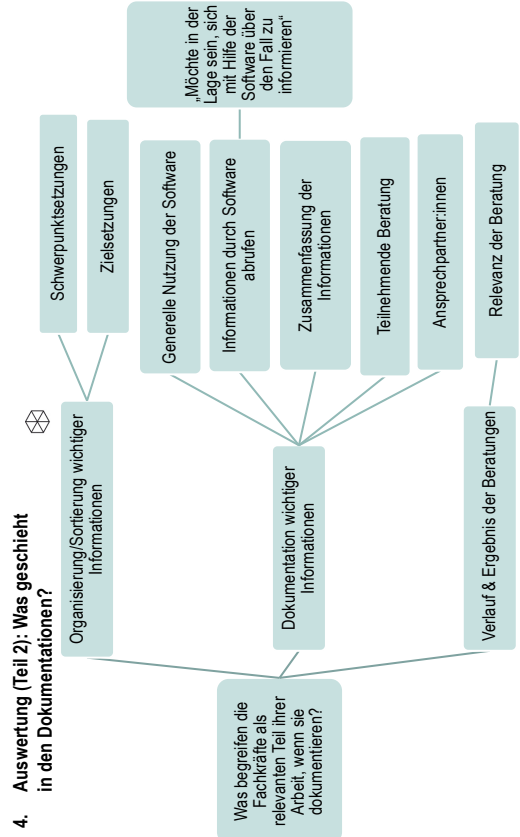 4. Auswertung (Teil 2): Was geschieht
in den Dokumentationen?
Was begreifen die
Fachkräfte als
relevanten Teil ihrer
Arbeit, wenn sie
dokumentieren?
Organisierung/Sortierung wichtiger
Informationen
Schwerpunktsetzungen
Zielsetzungen
Dokumentation wichtiger
Informationen
Generelle Nutzung der Software
Informationen durch Software
abrufen
„Möchte in der
Lage sein, sich
mit Hilfe der
Software über
den Fall zu
informieren“
Zusammenfassung der
Informationen
Teilnehmende Beratung
Ansprechpartner:innen
Verlauf & Ergebnis der Beratungen
Relevanz der Beratung